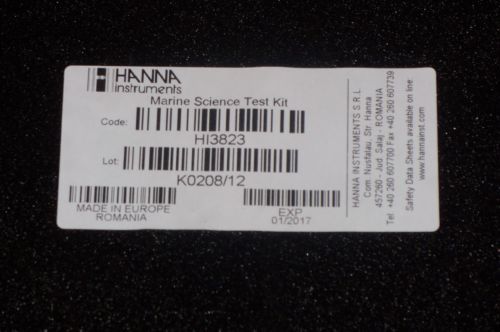 HANNA
instruments
Marine Science Test Kit
Code:
HI3823
Lot:
K0208/12
MADE IN EUROPE
ROMANIA
EXP
01/2017
HANNA INSTRUMENTS S.R.L.
Com. Nusfalau, Str. Hanna
457260 - Jud. Salaj - ROMANIA
Tel. +40 260 607700 Fax +40 260 607739
Safety Data Sheets available on line:
www.hannainst.com